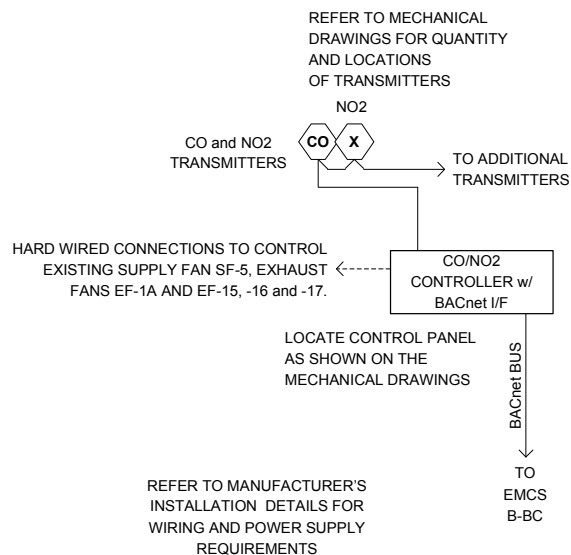 REFER TO MECHANICAL
DRAWINGS FOR QUANTITY
AND LOCATIONS
OF TRANSMITTERS
NO2
CO and NO2
TRANSMITTERS
CO
X
TO ADDITIONAL
TRANSMITTERS
HARD WIRED CONNECTIONS TO CONTROL
EXISTING SUPPLY FAN SF-5, EXHAUST
FANS EF-1A AND EF-15, -16 and -17.
CO/NO2
CONTROLLER w/
BACnet I/F
LOCATE CONTROL PANEL
AS SHOWN ON THE
MECHANICAL DRAWINGS
BACnet BUS
TO
EMCS
B-BC
REFER TO MANUFACTURER'S
INSTALLATION DETAILS FOR
WIRING AND POWER SUPPLY
REQUIREMENTS